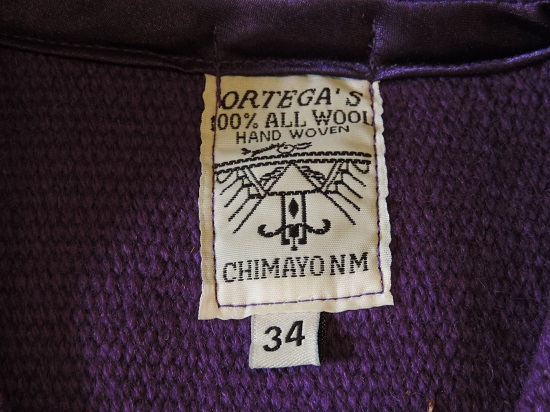 ORTEGA'S
100% ALL WOOL
HAND WOVEN
CHIMAYO NM
34